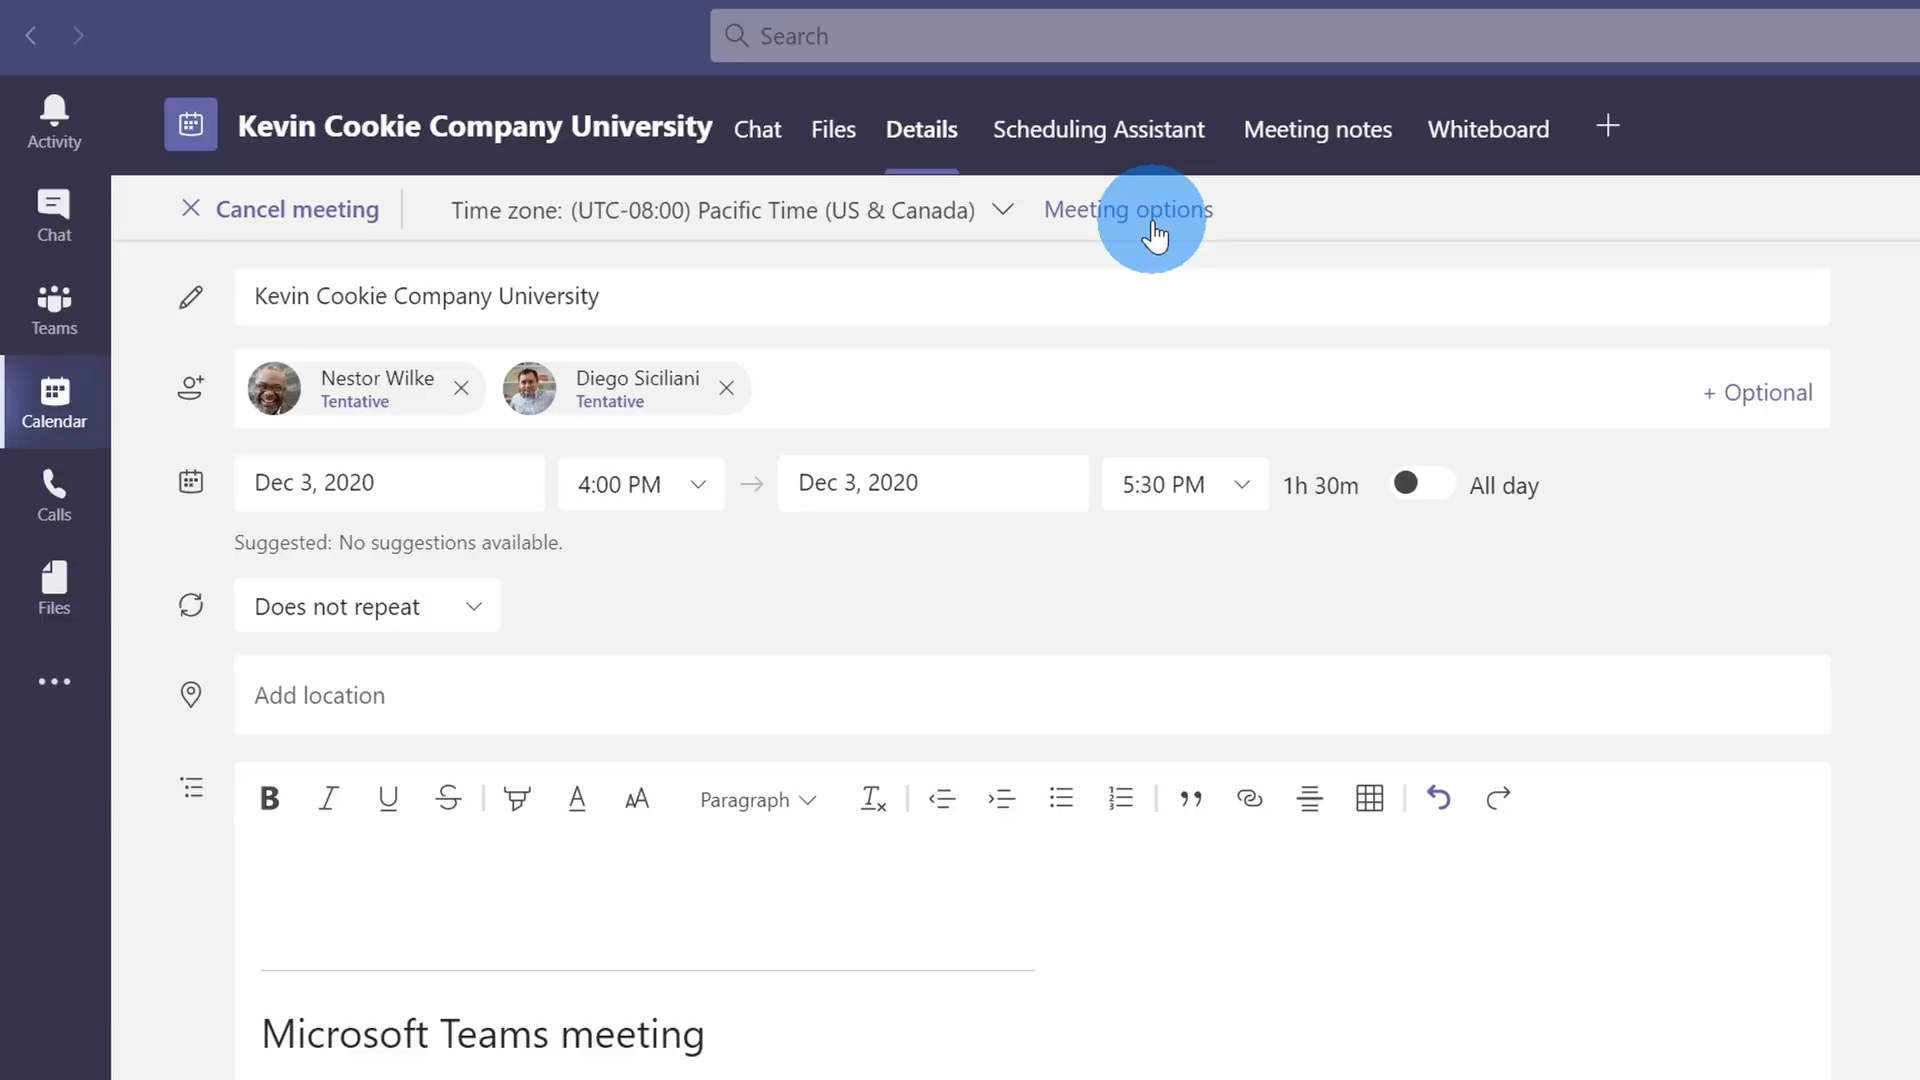 Search
Activity
Kevin Cookie Company University Chat Files Details Scheduling Assistant Meeting notes Whiteboard
Cancel meeting Time zone: (UTC-08:00) Pacific Time (US & Canada) Meeting options
Chat
Kevin Cookie Company University
Teams
Nestor Wilke
Tentative
Diego Siciliani
Tentative
+ Optional
Calendar
Dec 3, 2020 4:00 PM Dec 3, 2020 5:30 PM 1h 30m All day
Calls
Suggested: No suggestions available.
Files
Does not repeat
Add location
Paragraph
Microsoft Teams meeting